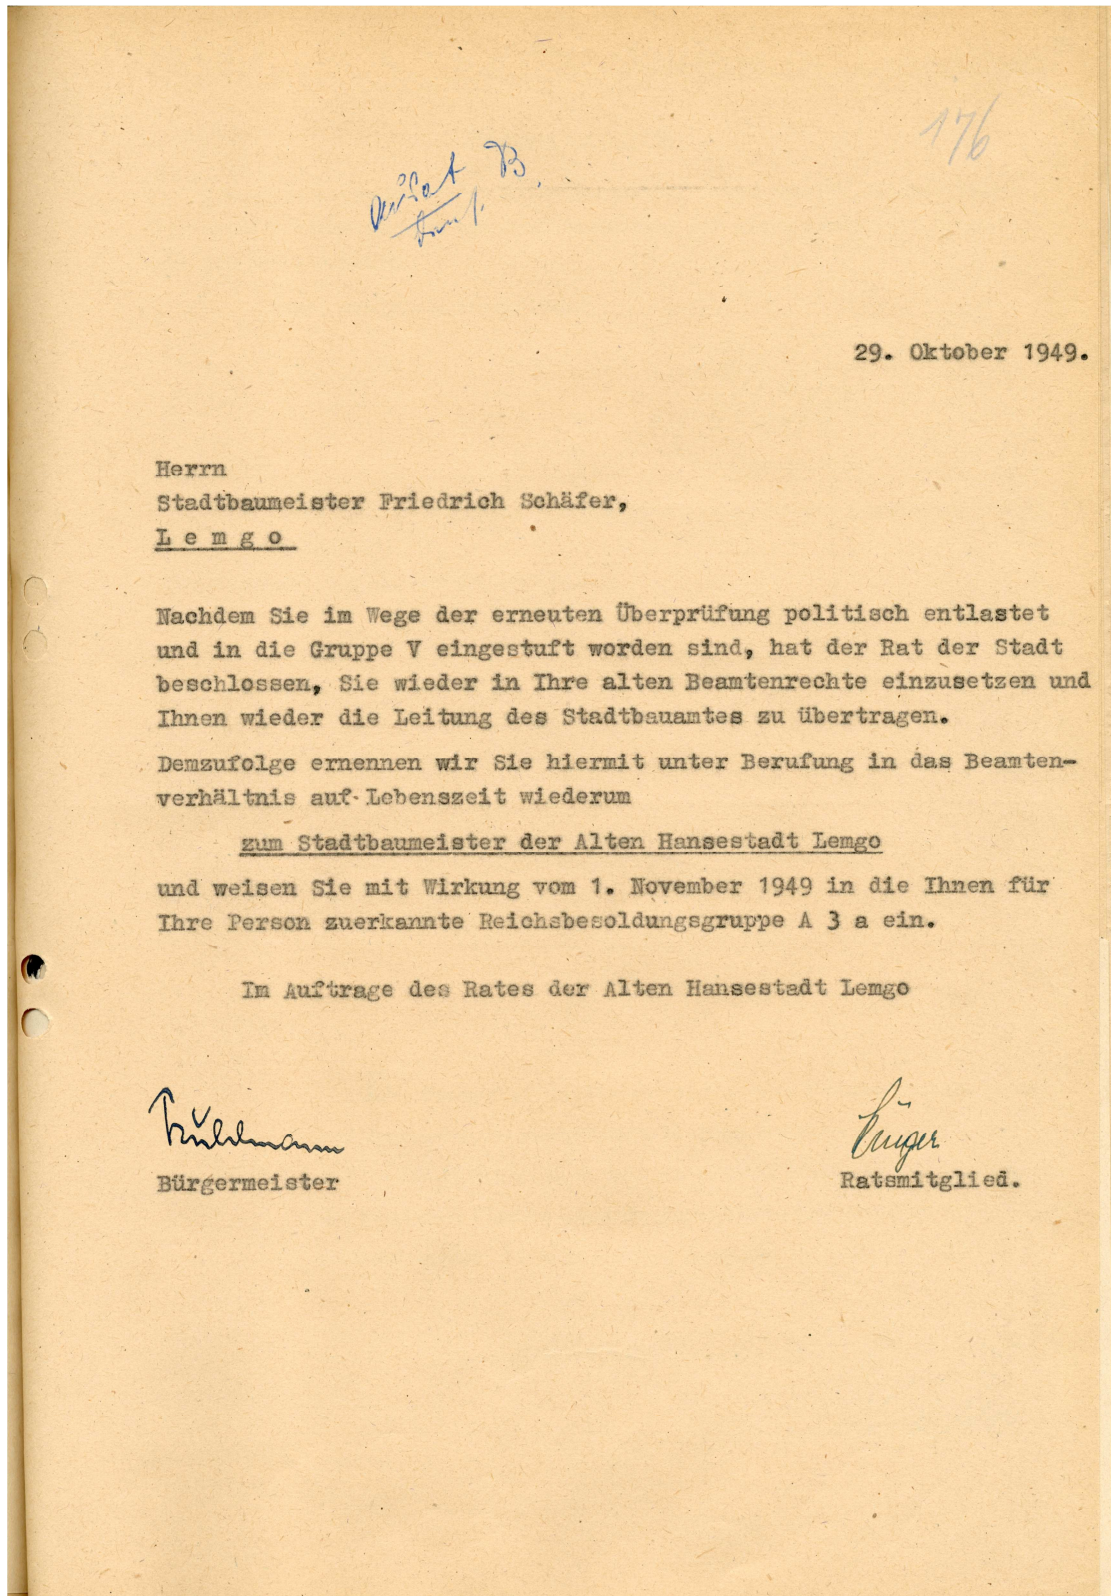 176
B.
29. Oktober 1949.
Herrn
Stadtbaumeister Friedrich Schäfer,
L e m g o
Nachdem Sie im Wege der erneuten Überprüfung politisch entlastet
und in die Gruppe V eingestuft worden sind, hat der Rat der Stadt
beschlossen, Sie wieder in Ihre alten Beamtenrechte einzusetzen und
Ihnen wieder die Leitung des Stadtbauamtes zu übertragen.
Demzufolge ernennen wir Sie hiermit unter Berufung in das Beamten-
verhältnis auf Lebenszeit wiederum
zum Stadtbaumeister der Alten Hansestadt Lemgo
und weisen Sie mit Wirkung vom 1. November 1949 in die Ihnen für
Ihre Person zuerkannte Reichsbesoldungsgruppe A 3 a ein.
Im Auftrage des Rates der Alten Hansestadt Lemgo
Bürgermeister
Ratsmitglied.